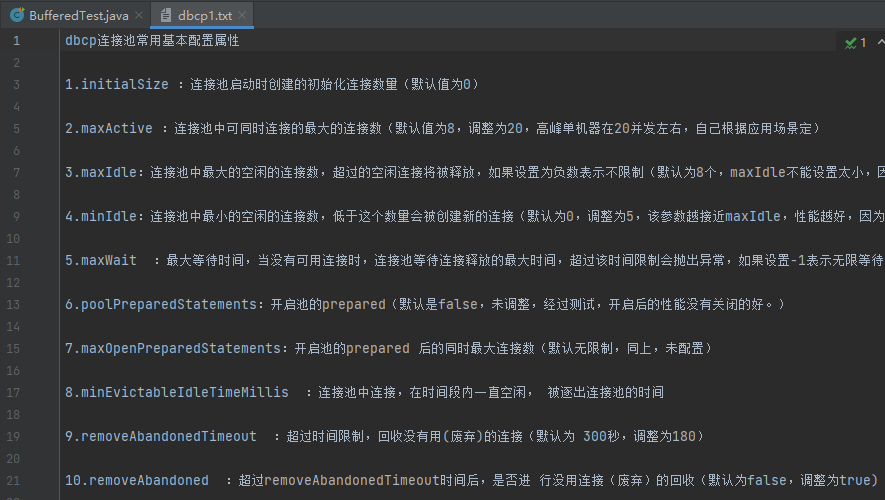 BufferedTest.java
dbcp1.txt
1
1 dbcp连接池常用基本配置属性
2
3 1.initialSize ：连接池启动时创建的初始化连接数量（默认值为0）
4
5 2.maxActive ：连接池中可同时连接的最大的连接数（默认值为8，调整为20，高峰单机器在20并发左右，自己根据应用场景定）
6
7 3.maxIdle：连接池中最大的空闲的连接数，超过的空闲连接将被释放，如果设置为负数表示不限制（默认为8个，maxIdle不能设置太小，因
8
9 4.minIdle：连接池中最小的空闲的连接数，低于这个数量会被创建新的连接（默认为0，调整为5，该参数越接近maxIdle，性能越好，因为
10
11 5.maxWait ：最大等待时间，当没有可用连接时，连接池等待连接释放的最大时间，超过该时间限制会抛出异常，如果设置-1表示无限等待
12
13 6.poolPreparedStatements：开启池的prepared（默认是false，未调整，经过测试，开启后的性能没有关闭的好。）
14
15 7.maxOpenPreparedStatements：开启池的prepared 后的同时最大连接数（默认无限制，同上，未配置）
16
17 8.minEvictableIdleTimeMillis ：连接池中连接，在时间段内一直空闲， 被逐出连接池的时间
18
19 9.removeAbandonedTimeout ：超过时间限制，回收没有用(废弃)的连接（默认为 300秒，调整为180）
20
21 10.removeAbandoned ：超过removeAbandonedTimeout时间后，是否进 行没用连接（废弃）的回收（默认为false，调整为true)